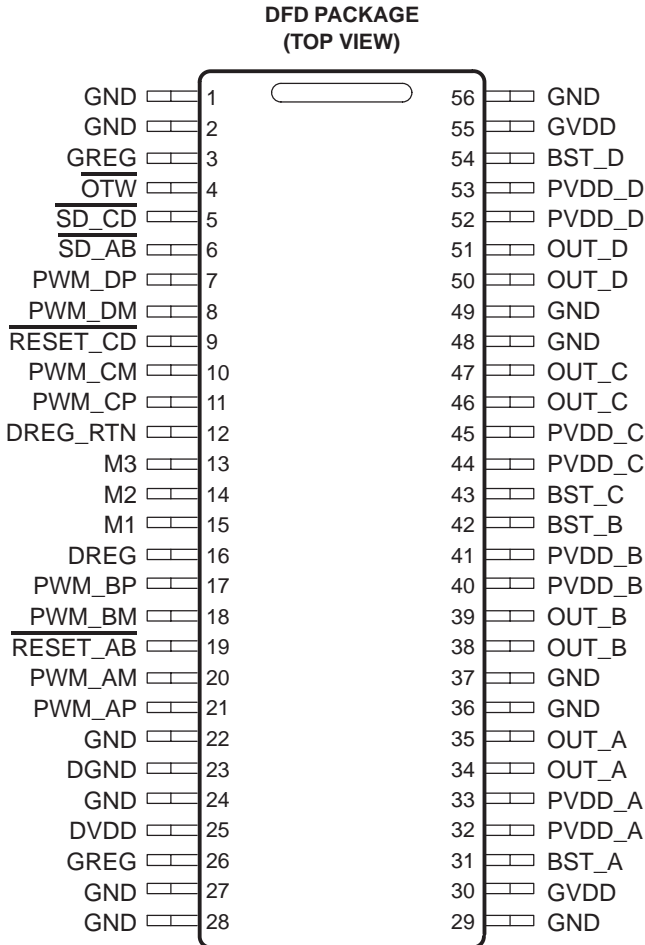 DFD PACKAGE
(TOP VIEW)
GND 1 56 GND
GND 2 55 GVDD
GREG 3 54 BST_D
OTW 4 53 PVDD_D
SD_CD 5 52 PVDD_D
SD_AB 6 51 OUT_D
PWM_DP 7 50 OUT_D
PWM_DM 8 49 GND
RESET_CD 9 48 GND
PWM_CM 10 47 OUT_C
PWM_CP 11 46 OUT_C
DREG_RTN 12 45 PVDD_C
M3 13 44 PVDD_C
M2 14 43 BST_C
M1 15 42 BST_B
DREG 16 41 PVDD_B
PWM_BP 17 40 PVDD_B
PWM_BM 18 39 OUT_B
RESET_AB 19 38 OUT_B
PWM_AM 20 37 GND
PWM_AP 21 36 GND
GND 22 35 OUT_A
DGND 23 34 OUT_A
GND 24 33 PVDD_A
DVDD 25 32 PVDD_A
GREG 26 31 BST_A
GND 27 30 GVDD
GND 28 29 GND